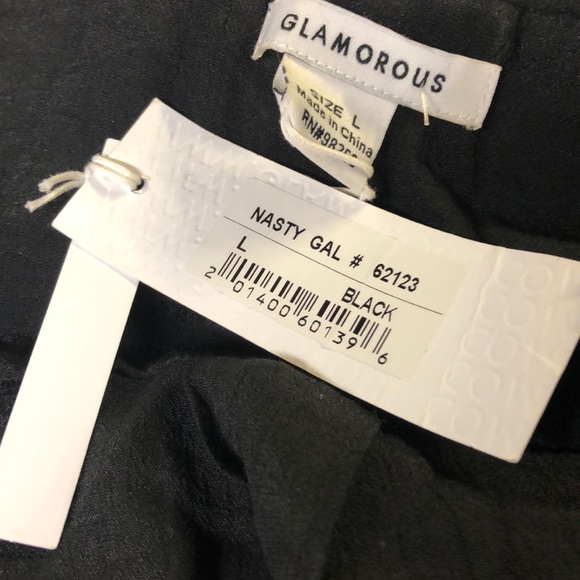 GLAMOROUS
SIZE L
Made in China
NASTY GAL # 62123
L
BLACK
2 01400 60139 6